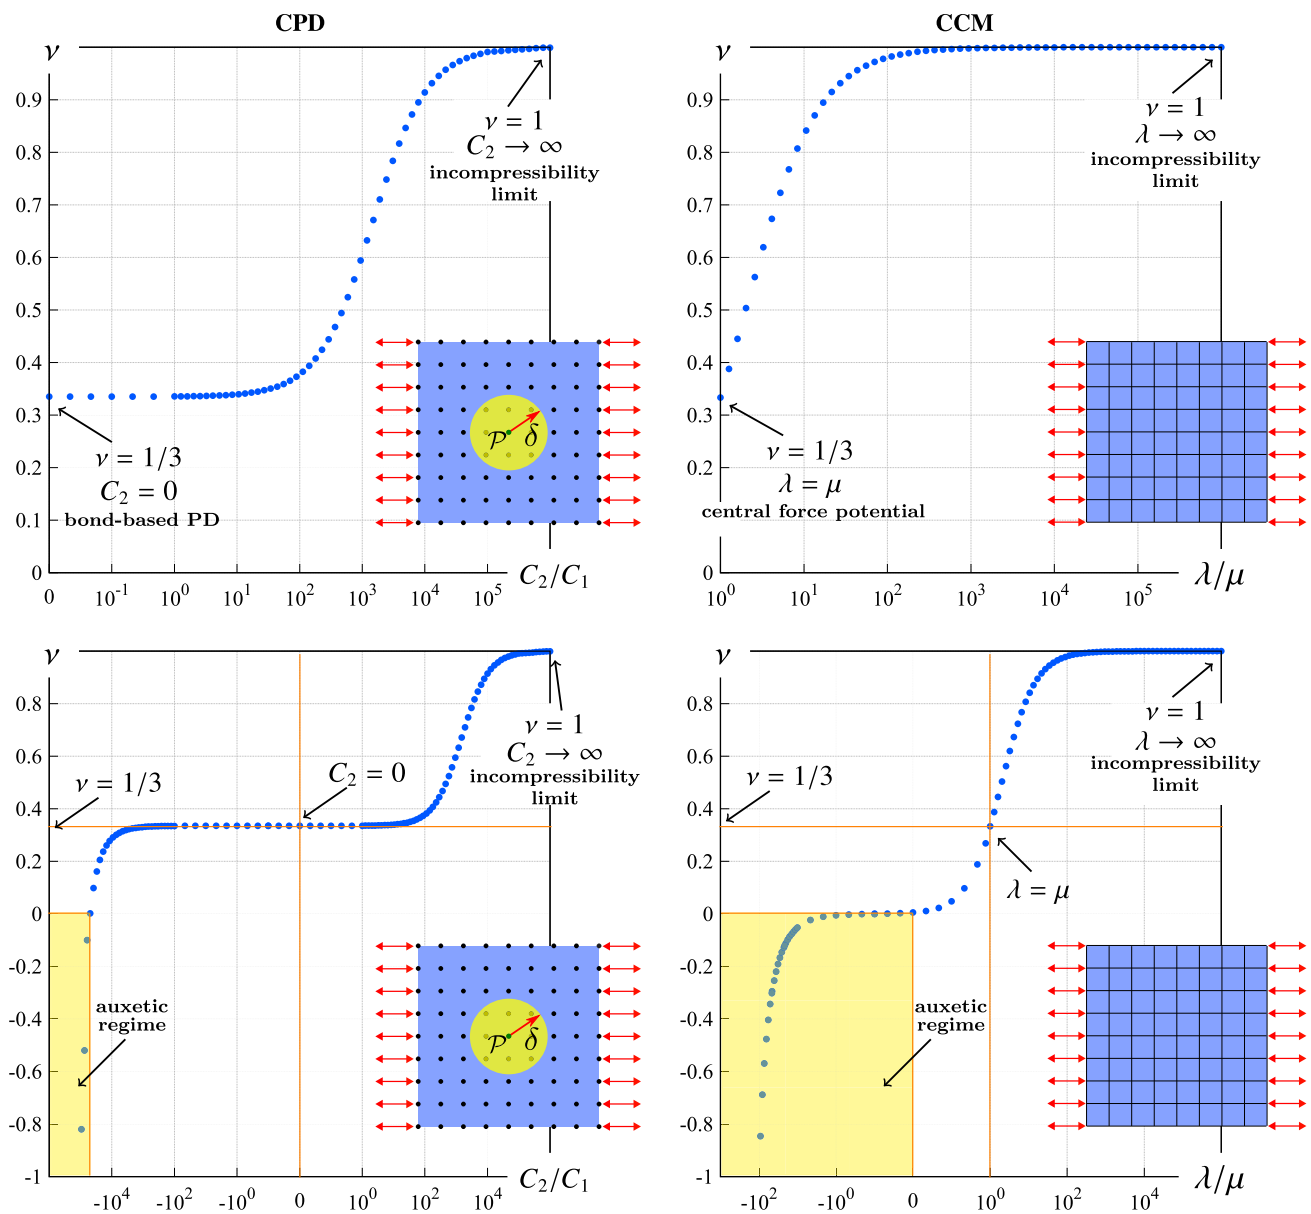 CPD
CCM
ν
0.9
0.8
0.7
0.6
0.5
0.4
0.3
0.2
0.1
0
ν = 1
C₂ → ∞
incompressibility
limit
ν = 1/3
C₂ = 0
bond-based PD
𝒫 δ
0 10⁻¹ 10⁰ 10¹ 10² 10³ 10⁴ 10⁵ C₂/C₁
ν
0.9
0.8
0.7
0.6
0.5
0.4
0.3
0.2
0
ν = 1
λ → ∞
incompressibility
limit
ν = 1/3
λ = μ
central force potential
10⁰ 10¹ 10² 10³ 10⁴ 10⁵ λ/μ
ν
0.8
0.6
0.4
0.2
0
-0.2
-0.4
-0.6
-0.8
-1
ν = 1/3
C₂ = 0
ν = 1
C₂ → ∞
incompressibility
limit
auxetic
regime
𝒫 δ
-10⁴ -10² -10⁰ 0 10⁰ 10² 10⁴ C₂/C₁
ν
0.8
0.6
0.4
0.2
0
-0.2
-0.4
-0.6
-0.8
-1
ν = 1/3
ν = 1
λ → ∞
incompressibility
limit
λ = μ
auxetic
regime
-10² -10⁰ 0 10⁰ 10² 10⁴ λ/μ